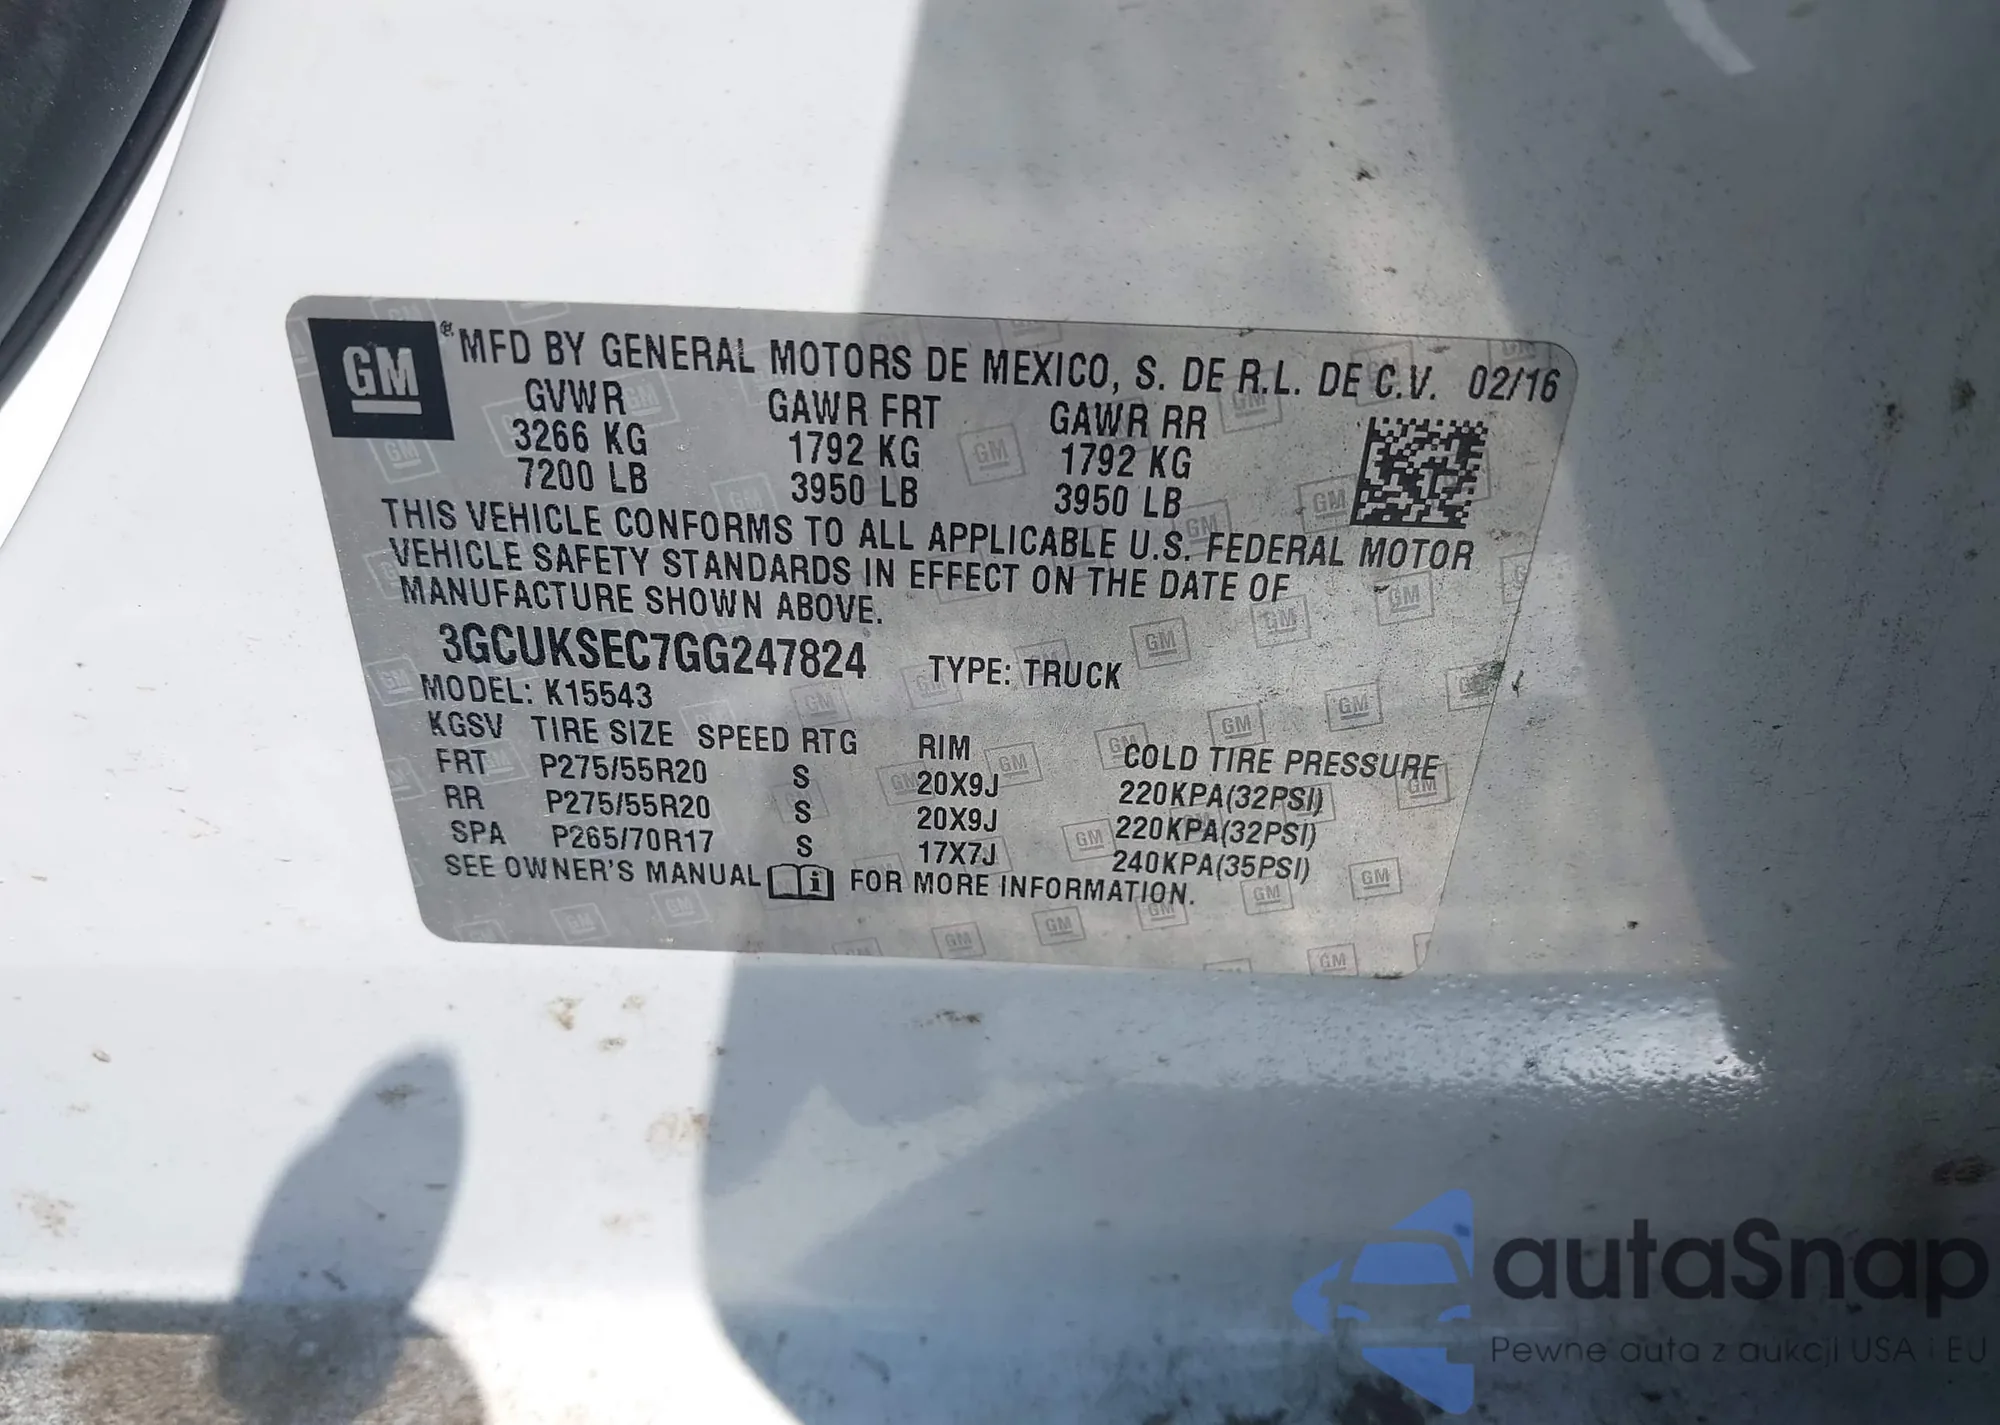 GM ® MFD BY GENERAL MOTORS DE MEXICO, S. DE R.L. DE C.V. 02/16
GVWR GAWR FRT GAWR RR
3266 KG 1792 KG 1792 KG
7200 LB 3950 LB 3950 LB
THIS VEHICLE CONFORMS TO ALL APPLICABLE U.S. FEDERAL MOTOR
VEHICLE SAFETY STANDARDS IN EFFECT ON THE DATE OF
MANUFACTURE SHOWN ABOVE.
3GCUKSEC7GG247824 TYPE: TRUCK
MODEL: K15543
KGSV TIRE SIZE SPEED RTG RIM COLD TIRE PRESSURE
FRT P275/55R20 S 20X9J 220KPA(32PSI)
RR P275/55R20 S 20X9J 220KPA(32PSI)
SPA P265/70R17 S 17X7J 240KPA(35PSI)
SEE OWNER'S MANUAL i FOR MORE INFORMATION.
autaSnap
Pewne auta z aukcji USA i EU